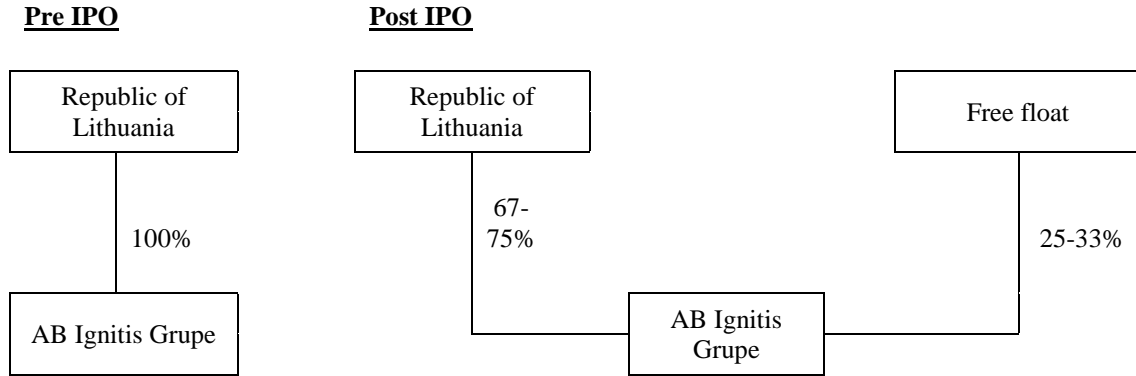 Pre IPO
Post IPO
Republic of
Lithuania
Republic of
Lithuania
Free float
100%
67-
75%
25-33%
AB Ignitis Grupe
AB Ignitis
Grupe